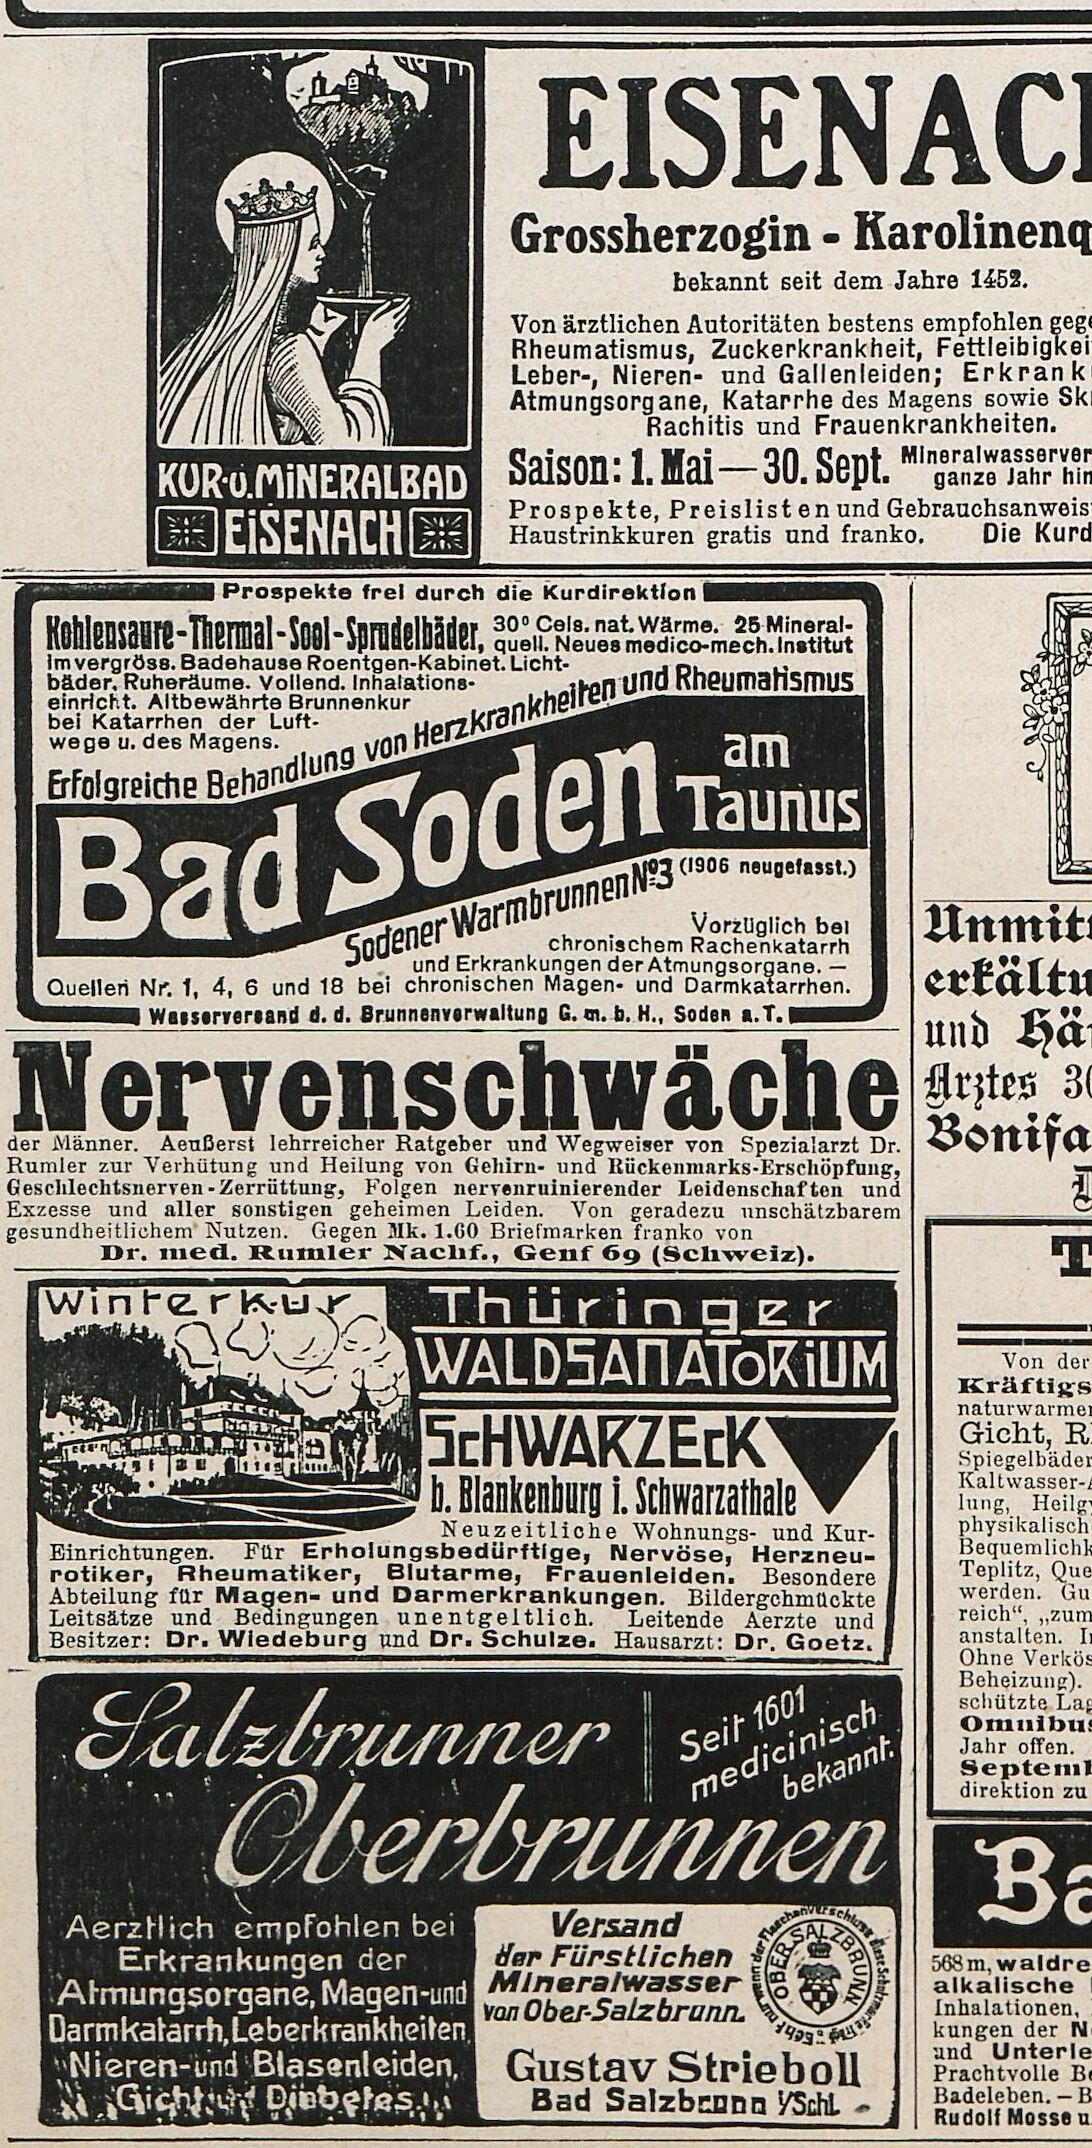 EISENAC
Grossherzogin - Karolinenq
bekannt seit dem Jahre 1452.
Von ärztlichen Autoritäten bestens empfohlen geg
Rheumatismus, Zuckerkrankheit, Fettleibigkei
Leber-, Nieren- und Gallenleiden; Erkrank
Atmungsorgane, Katarrhe des Magens sowie Sk
Rachitis und Frauenkrankheiten.
Saison: 1. Mai — 30. Sept. Mineralwasserver
ganze Jahr hin
Prospekte, Preislisten und Gebrauchsanweis
Haustrinkkuren gratis und franko. Die Kurd
KUR- U. MINERALBAD
EISENACH
Prospekte frei durch die Kurdirektion
Kohlensaure-Thermal-Sool-Sprudelbäder, 30° Cels. nat. Wärme. 25 Mineral-
quell. Neues medico-mech. Institut
im vergröss. Badehause Roentgen-Kabinet. Licht-
bäder, Ruheräume. Vollend. Inhalations-
einricht. Altbewährte Brunnenkur
bei Katarrhen der Luft-
wege u. des Magens.
Erfolgreiche Behandlung von Herzkrankheiten und Rheumatismus
Bad Soden am
Taunus
Sodener Warmbrunnen No. 3 (1906 neugefasst.)
Vorzüglich bei
chronischem Rachenkatarrh
und Erkrankungen der Atmungsorgane. —
Quellen Nr. 1, 4, 6 und 18 bei chronischen Magen- und Darmkatarrhen.
Wasserversand d. d. Brunnenverwaltung G. m. b. H., Soden a. T.
Nervenschwäche
der Männer. Aeußerst lehrreicher Ratgeber und Wegweiser von Spezialarzt Dr.
Rumler zur Verhütung und Heilung von Gehirn- und Rückenmarks-Erschöpfung,
Geschlechtsnerven-Zerrüttung, Folgen nervenruinierender Leidenschaften und
Exzesse und aller sonstigen geheimen Leiden. Von geradezu unschätzbarem
gesundheitlichem Nutzen. Gegen Mk. 1.60 Briefmarken franko von
Dr. med. Rumler Nachf., Genf 69 (Schweiz).
Winterkur
Thüringer
WALDSANATORIUM
SCHWARZECK
b. Blankenburg i. Schwarzathale
Neuzeitliche Wohnungs- und Kur-
Einrichtungen. Für Erholungsbedürftige, Nervöse, Herzneu-
rotiker, Rheumatiker, Blutarme, Frauenleiden. Besondere
Abteilung für Magen- und Darmerkrankungen. Bildergchmückte
Leitsätze und Bedingungen unentgeltlich. Leitende Aerzte und
Besitzer: Dr. Wiedeburg und Dr. Schulze. Hausarzt: Dr. Goetz.
Salzbrunner
Seit 1601
medicinisch
bekannt.
Oberbrunnen
Aerztlich empfohlen bei
Erkrankungen der
Atmungsorgane, Magen- und
Darmkatarrh, Leberkrankheiten,
Nieren- und Blasenleiden,
Gicht u. Diabetes.
Versand
der Fürstlichen
Mineralwasser
von Ober-Salzbrunn.
OBER SALZBRUNN
Gustav Strieboll
Bad Salzbrunn i/Schl.
Unmitt
erkältu
und Hä
Arztes 3
Bonifa
T
Von der
Kräftigs
naturwarmer
Gicht, R
Spiegelbäder
Kaltwasser-
lung, Heilg
physikalisch
Bequemlichk
Teplitz, Que
werden. Gu
reich“, „zum
anstalten. I
Ohne Verkös
Beheizung).
schützte Lag
Omnibu
Jahr offen.
Septemb
direktion zu
Ba
568 m, waldre
alkalische
Inhalationen,
kungen der N
und Unterle
Prachtvolle Be
Badeleben. — B
Rudolf Mosse u